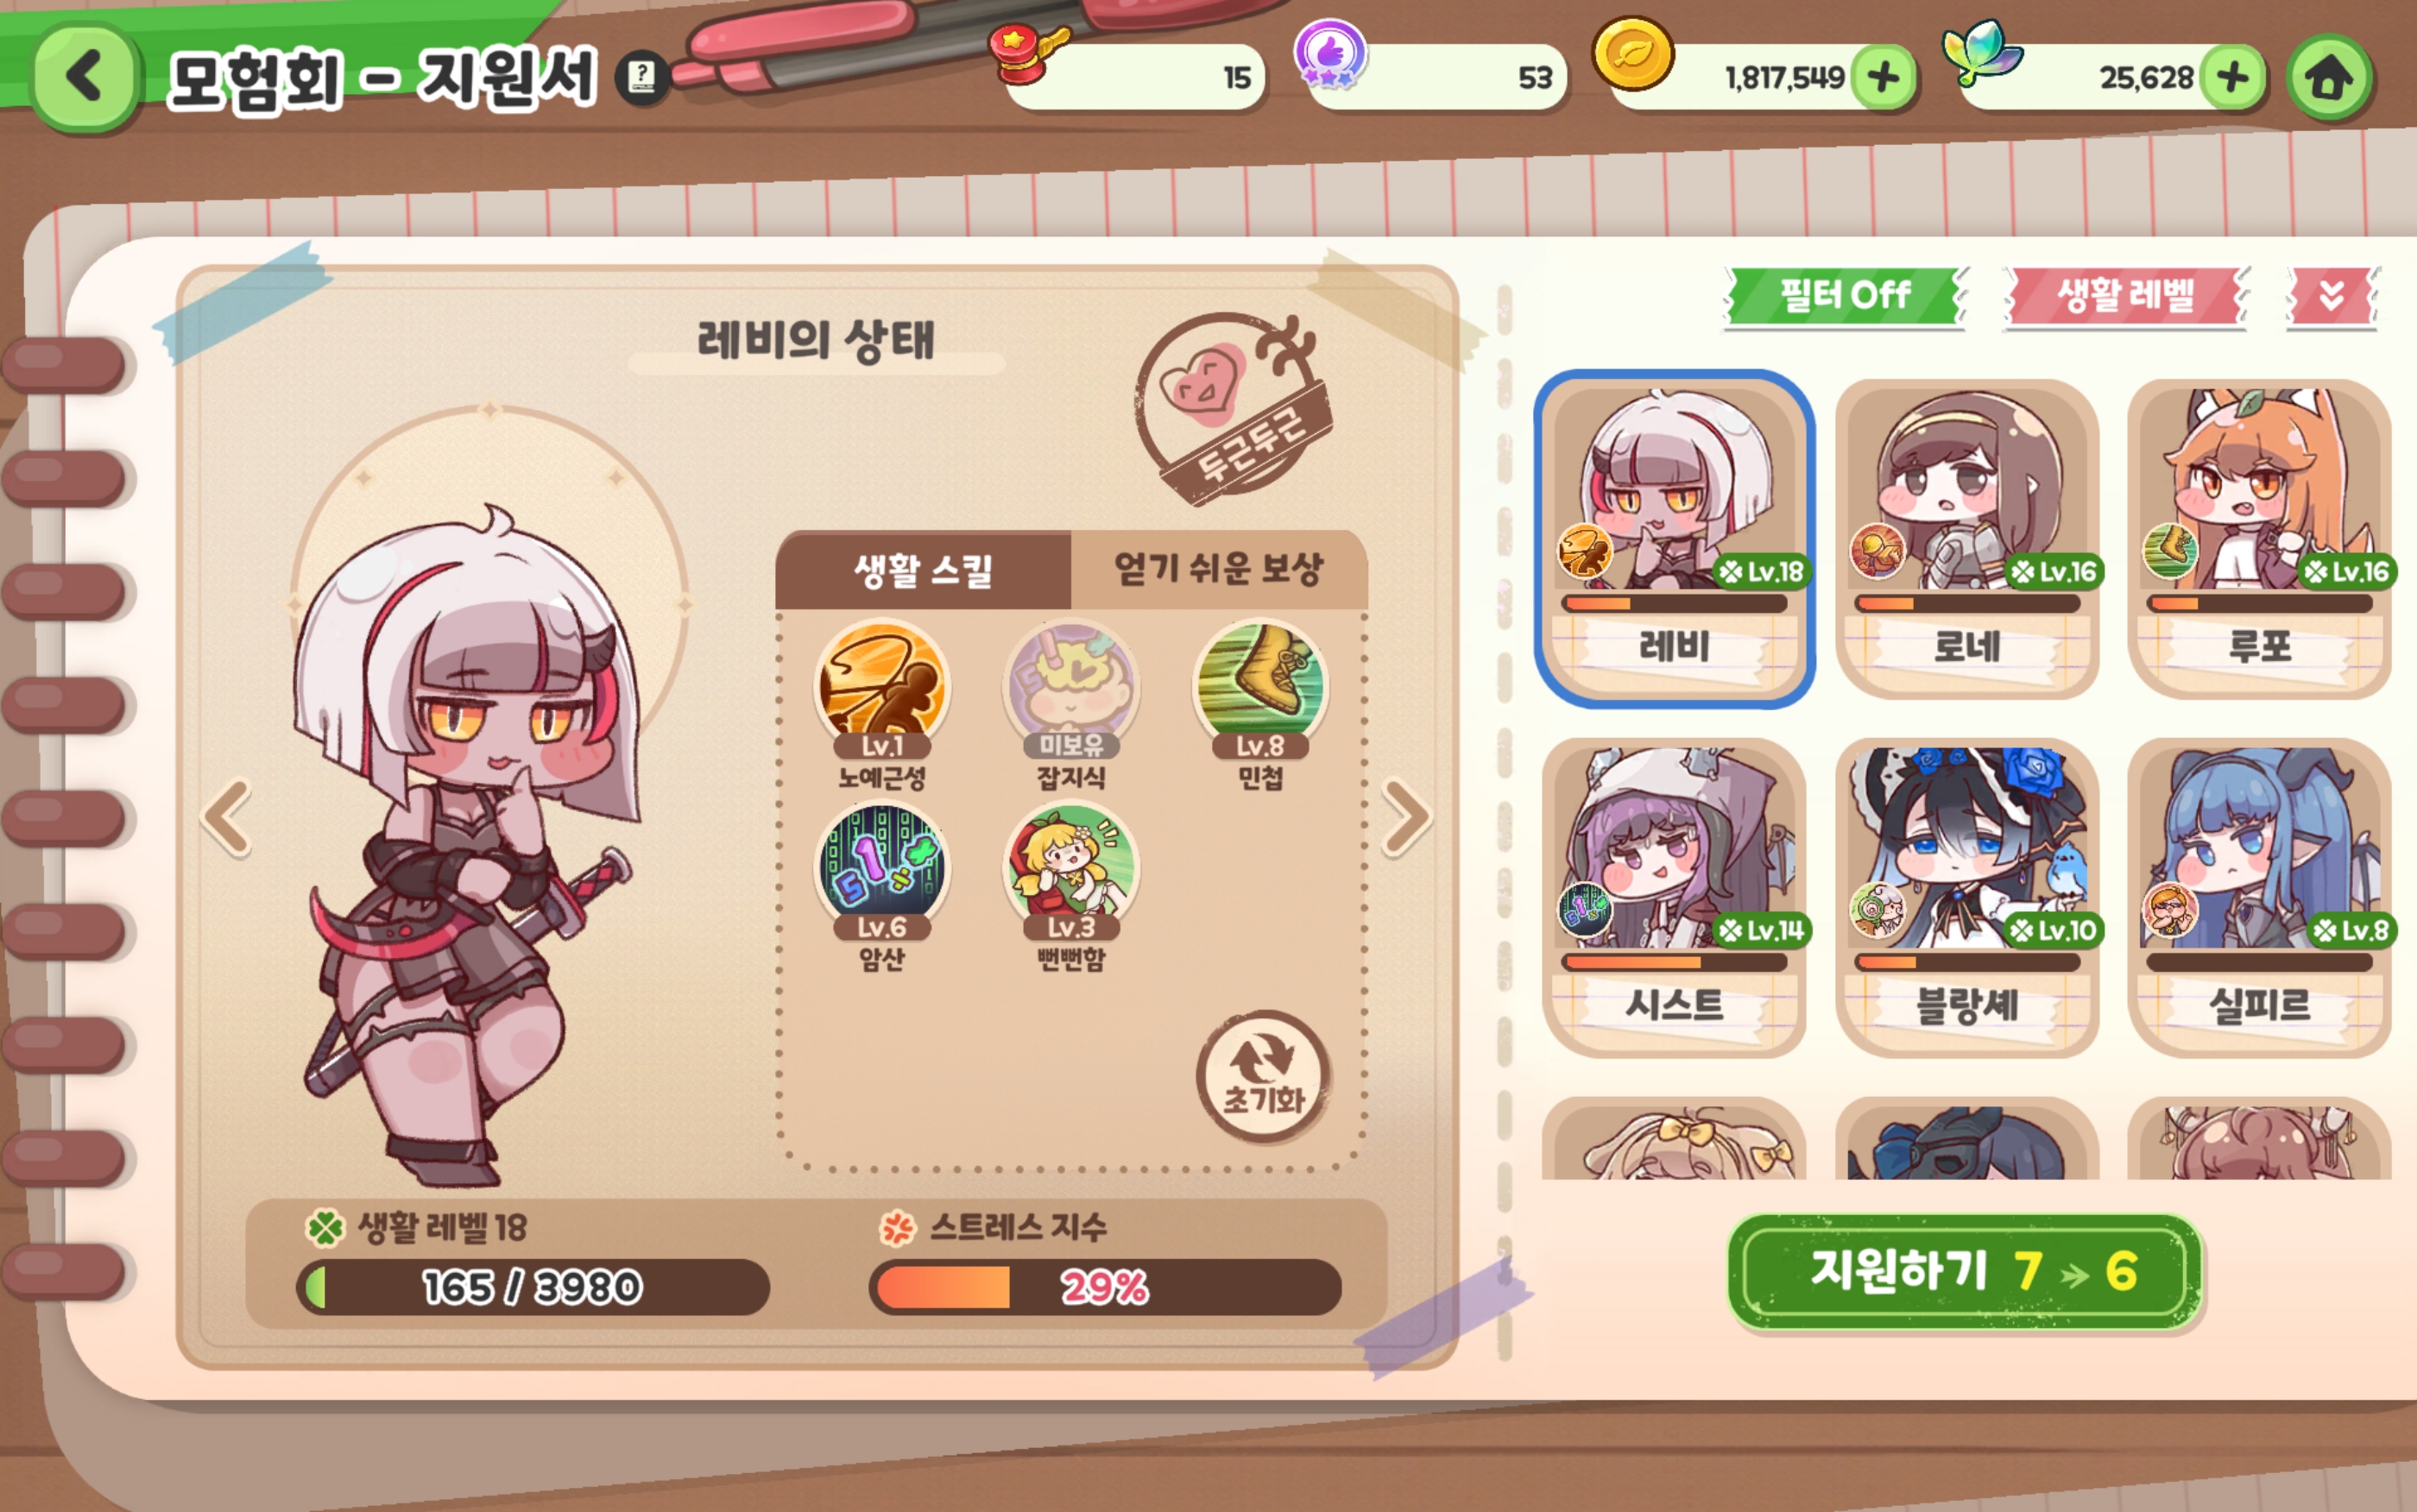 모험회 - 지원서
?
15
53
1,817,549
25,628
레비의 상태
두근두근
생활 스킬
얻기 쉬운 보상
Lv.1
노예근성
미보유
잡지식
Lv.8
민첩
Lv.6
암산
Lv.3
뻔뻔함
초기화
생활 레벨 18
165 / 3980
스트레스 지수
29%
필터 Off
생활 레벨
Lv.18
레비
Lv.16
로네
Lv.16
루포
Lv.14
시스트
Lv.10
블랑셰
Lv.8
실피르
지원하기 7 > 6